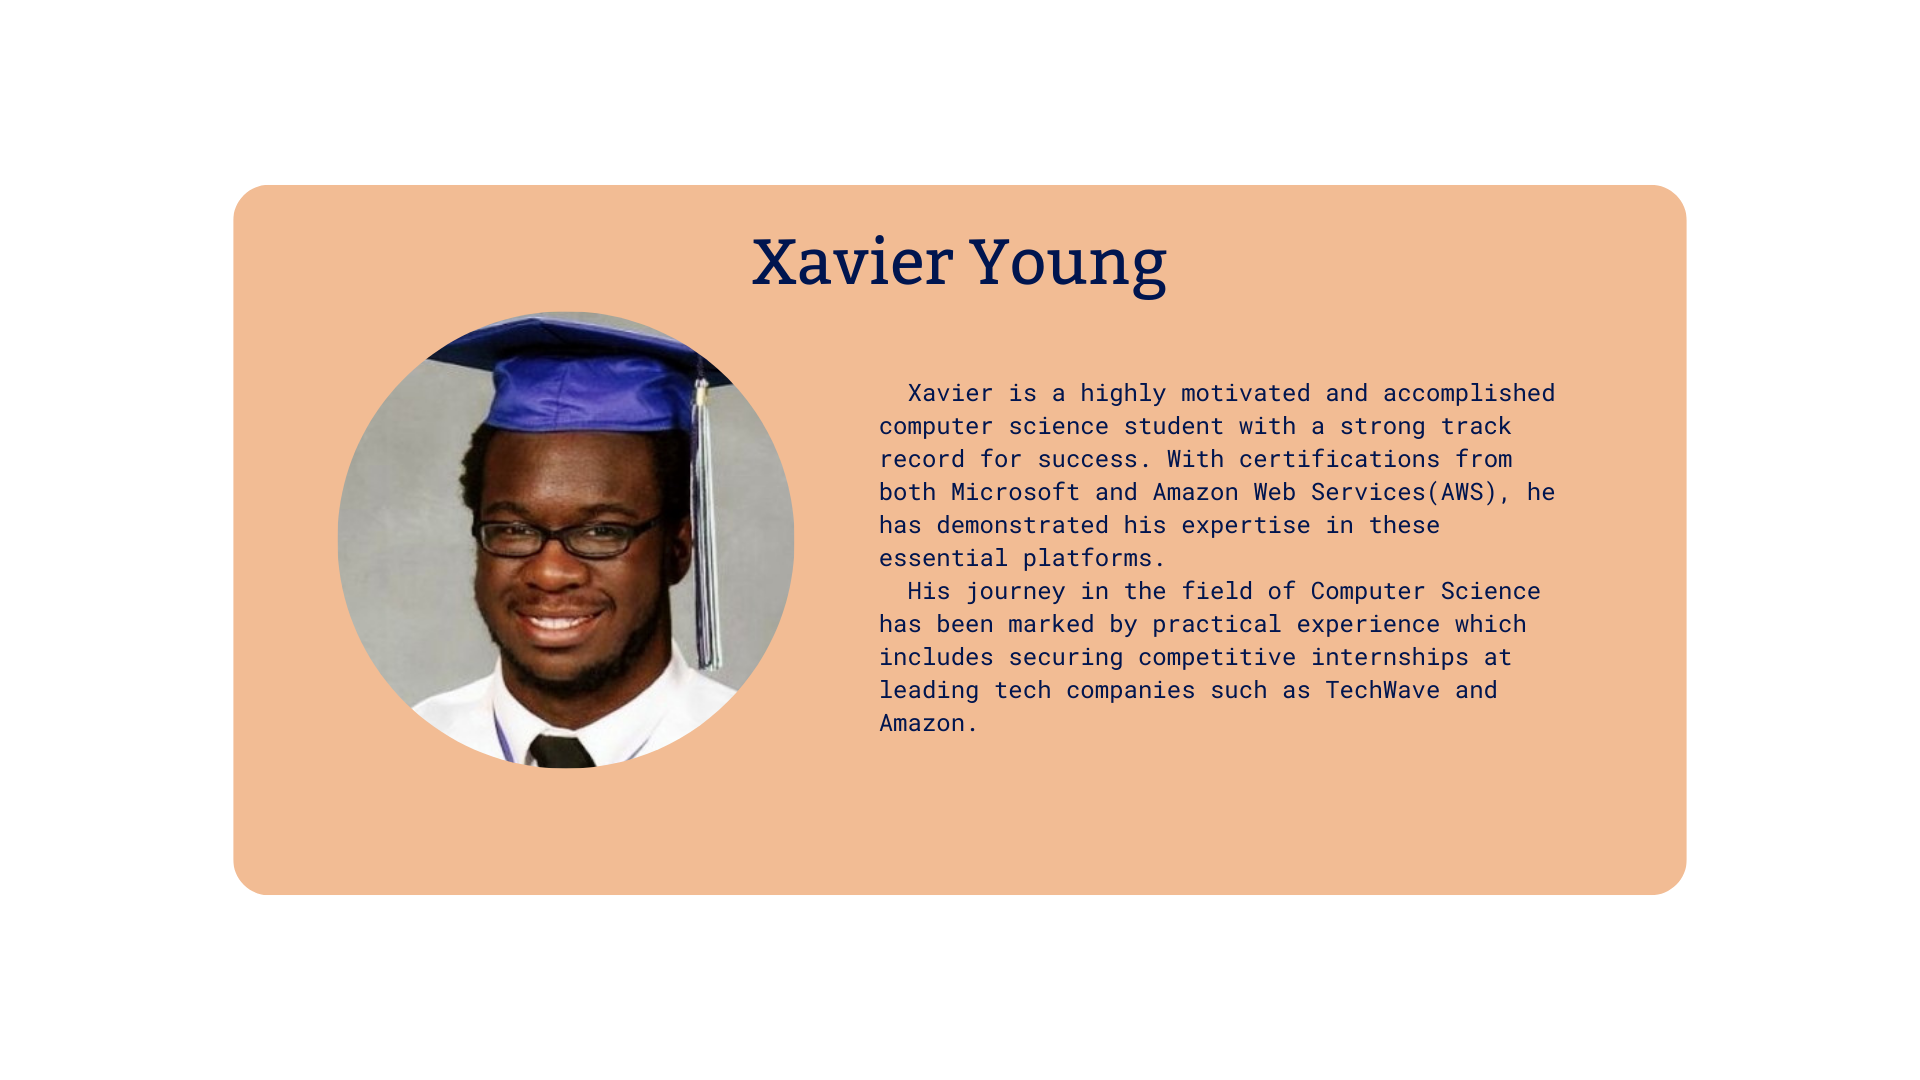 Xavier Young
Xavier is a highly motivated and accomplished
computer science student with a strong track
record for success. With certifications from
both Microsoft and Amazon Web Services(AWS), he
has demonstrated his expertise in these
essential platforms.
His journey in the field of Computer Science
has been marked by practical experience which
includes securing competitive internships at
leading tech companies such as TechWave and
Amazon.